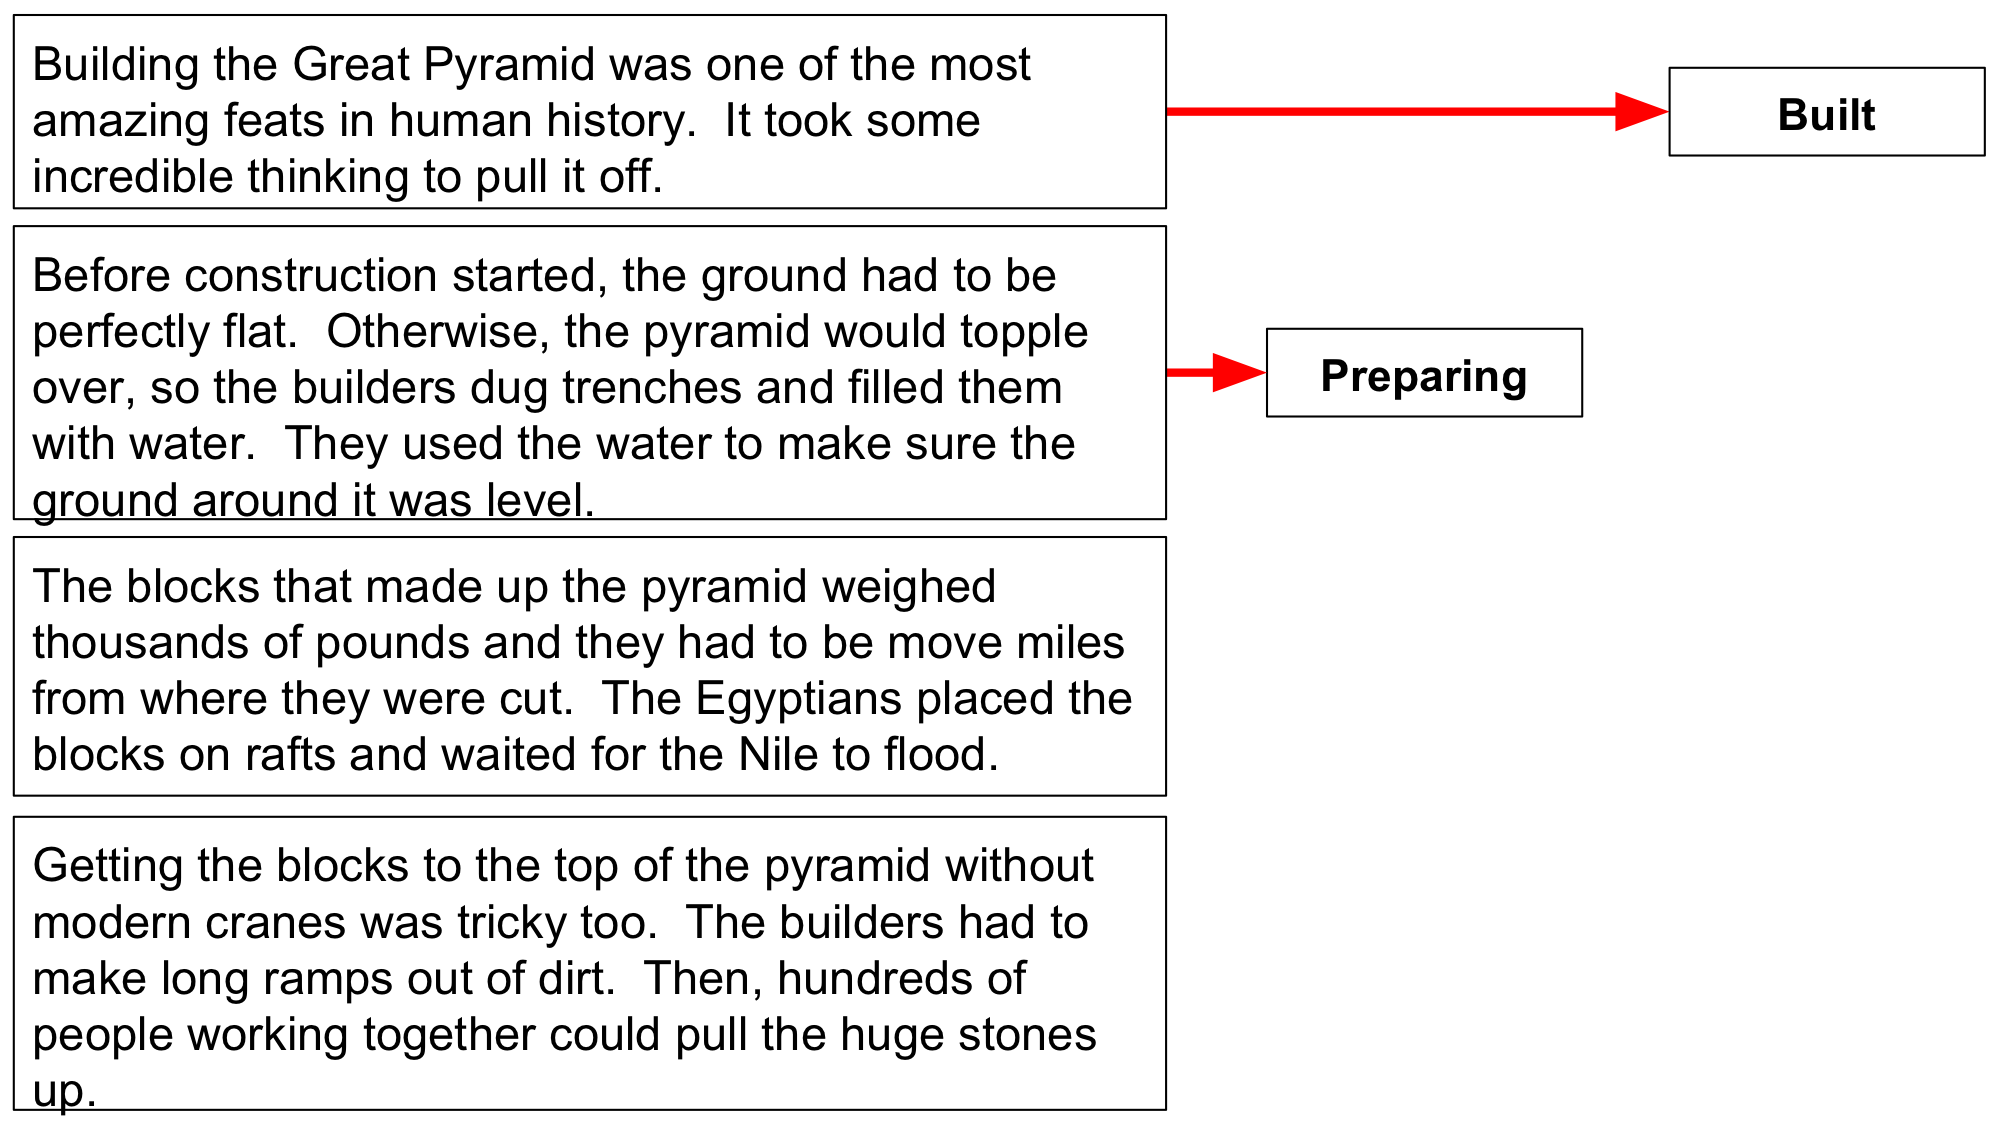 Building the Great Pyramid was one of the most
amazing feats in human history.  It took some
incredible thinking to pull it off.
Built
Before construction started, the ground had to be
perfectly flat.  Otherwise, the pyramid would topple
over, so the builders dug trenches and filled them
with water.  They used the water to make sure the
ground around it was level.
Preparing
The blocks that made up the pyramid weighed
thousands of pounds and they had to be move miles
from where they were cut.  The Egyptians placed the
blocks on rafts and waited for the Nile to flood.
Getting the blocks to the top of the pyramid without
modern cranes was tricky too.  The builders had to
make long ramps out of dirt.  Then, hundreds of
people working together could pull the huge stones
up.